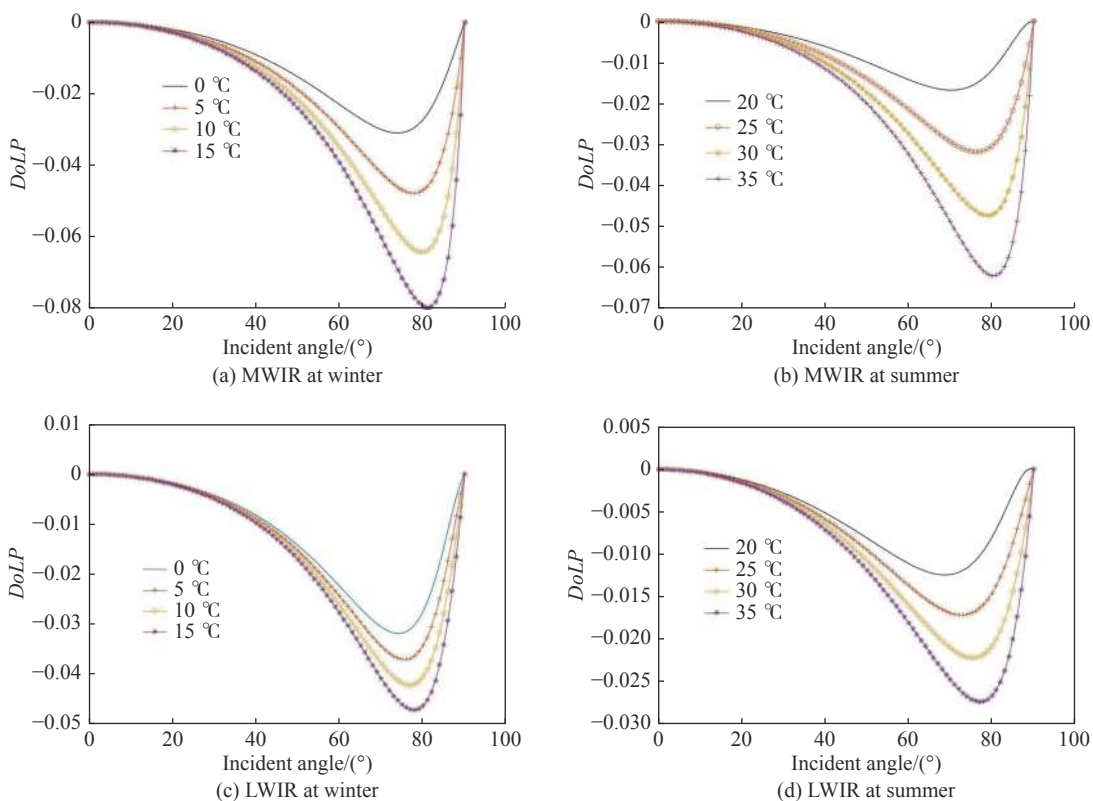 0
−0.02
−0.04
−0.06
−0.08
DoLP
0 ℃
5 ℃
10 ℃
15 ℃
0 20 40 60 80 100
Incident angle/(°)
(a) MWIR at winter
0
−0.01
−0.02
−0.03
−0.04
−0.05
−0.06
−0.07
DoLP
20 ℃
25 ℃
30 ℃
35 ℃
0 20 40 60 80 100
Incident angle/(°)
(b) MWIR at summer
0.01
0
−0.01
−0.02
−0.03
−0.04
−0.05
DoLP
0 ℃
5 ℃
10 ℃
15 ℃
0 20 40 60 80 100
Incident angle/(°)
(c) LWIR at winter
0.005
0
−0.005
−0.010
−0.015
−0.020
−0.025
−0.030
DoLP
20 ℃
25 ℃
30 ℃
35 ℃
0 20 40 60 80 100
Incident angle/(°)
(d) LWIR at summer